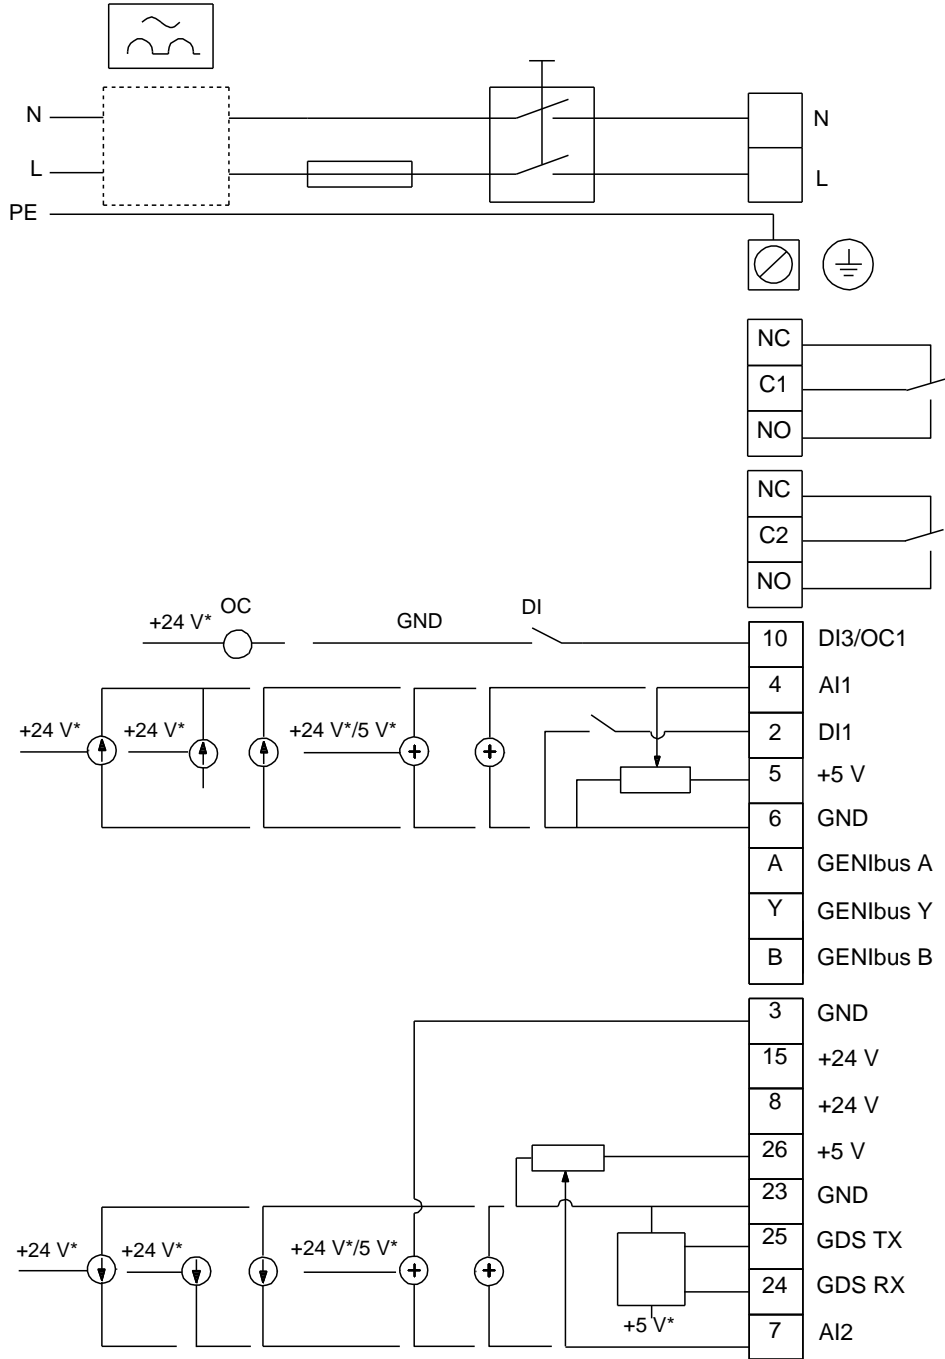 N N
L L
PE
NC
C1
NO
NC
C2
NO
+24 V* OC GND DI 10 DI3/OC1
4 AI1
+24 V* +24 V* +24 V*/5 V* 2 DI1
5 +5 V
6 GND
A GENIbus A
Y GENIbus Y
B GENIbus B
3 GND
15 +24 V
8 +24 V
26 +5 V
23 GND
+24 V* +24 V* +24 V*/5 V* 25 GDS TX
24 GDS RX
+5 V* 7 AI2